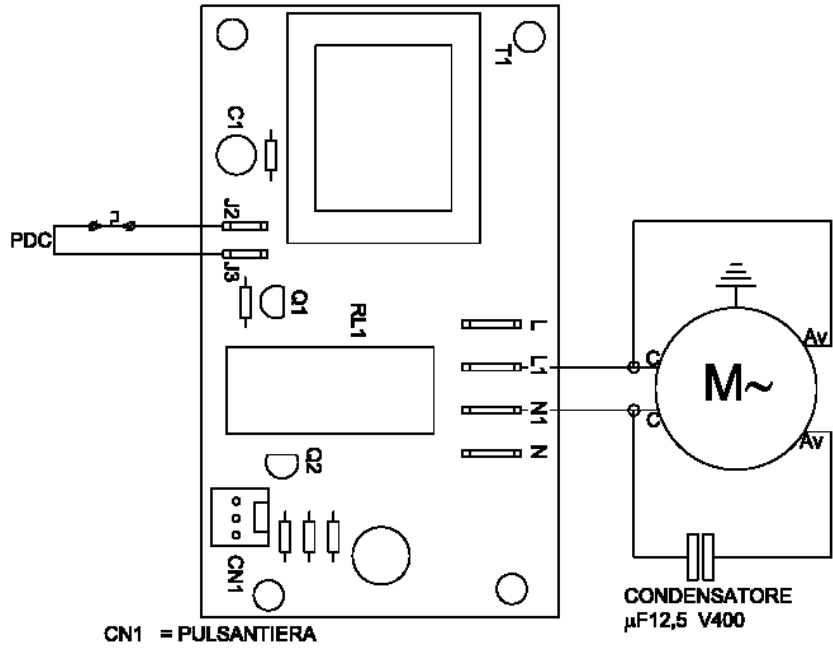 T1
C1
J2
PDC
J3
Q1
RL1
L
L1
N1
N
C
C
Av
Av
M~
Q2
CN1
CONDENSATORE
µF12,5 V400
CN1 = PULSANTIERA